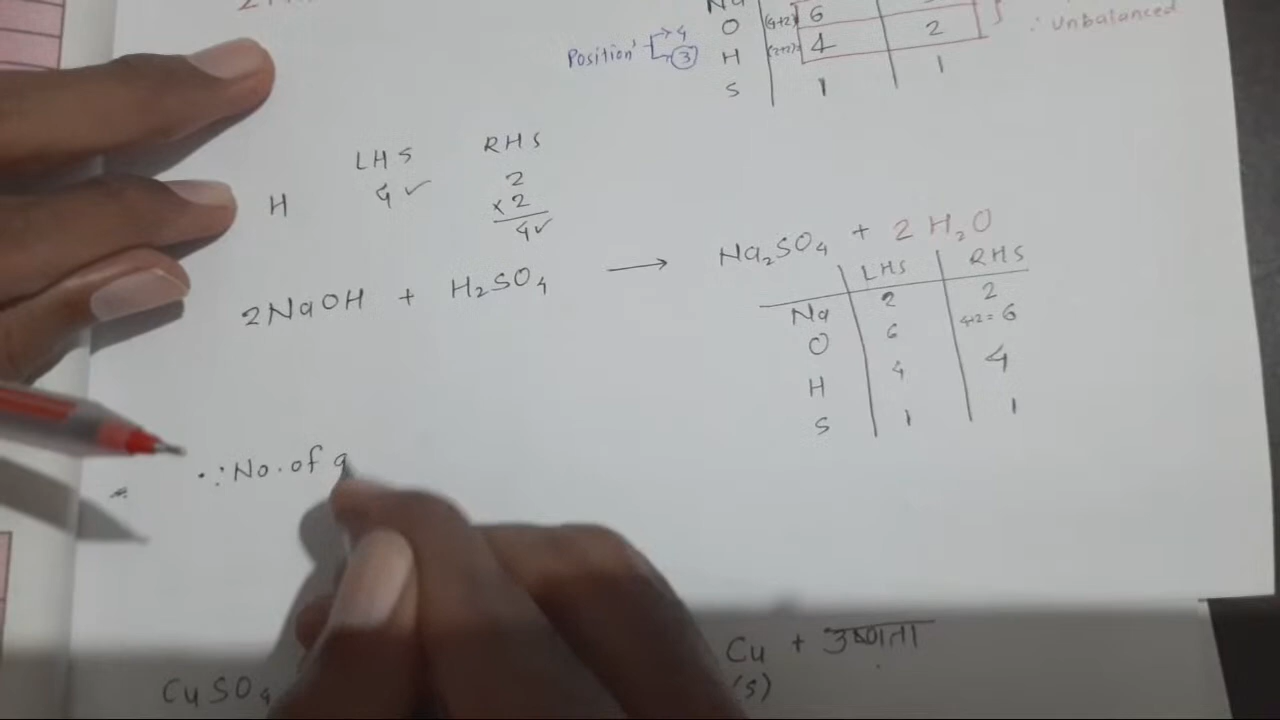 O (4+2) 6 2
Position' 4 3 H (2+2) 4
S 1 1
∴ Unbalanced
LHS RHS
H 4 ✓ 2
×2
4✓
2NaOH + H₂SO₄ → Na₂SO₄ + 2H₂O
LHS RHS
Na 2 2
O 6 4+2=6
H 4 4
S 1 1
∵ No. of a
CuSO₄ Cu + उष्णता
(s)